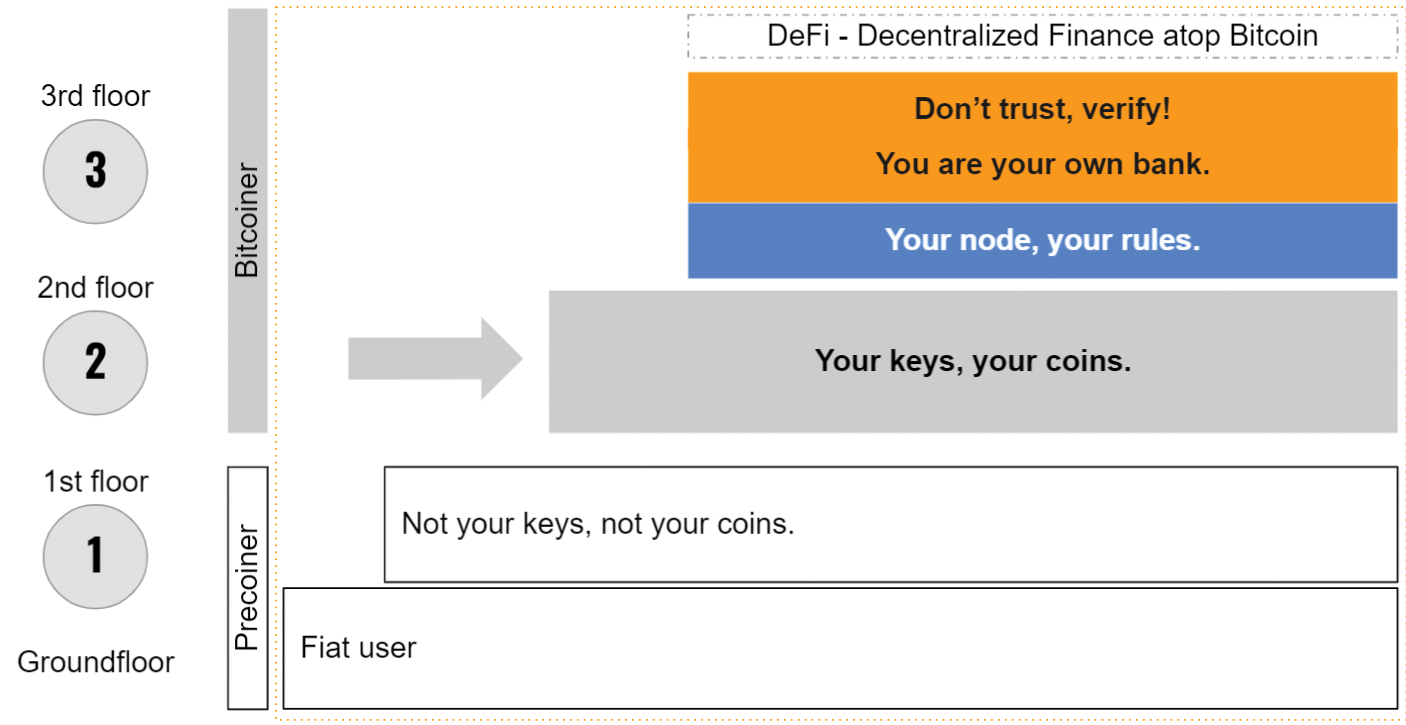 DeFi - Decentralized Finance atop Bitcoin
3rd floor
3
Don’t trust, verify!
You are your own bank.
Bitcoiner
Your node, your rules.
2nd floor
2
Your keys, your coins.
1st floor
1
Not your keys, not your coins.
Precoiner
Groundfloor
Fiat user